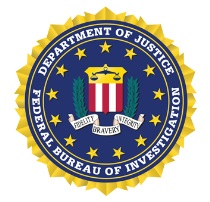 DEPARTMENT OF JUSTICE
FIDELITY
BRAVERY
INTEGRITY
FEDERAL BUREAU OF INVESTIGATION